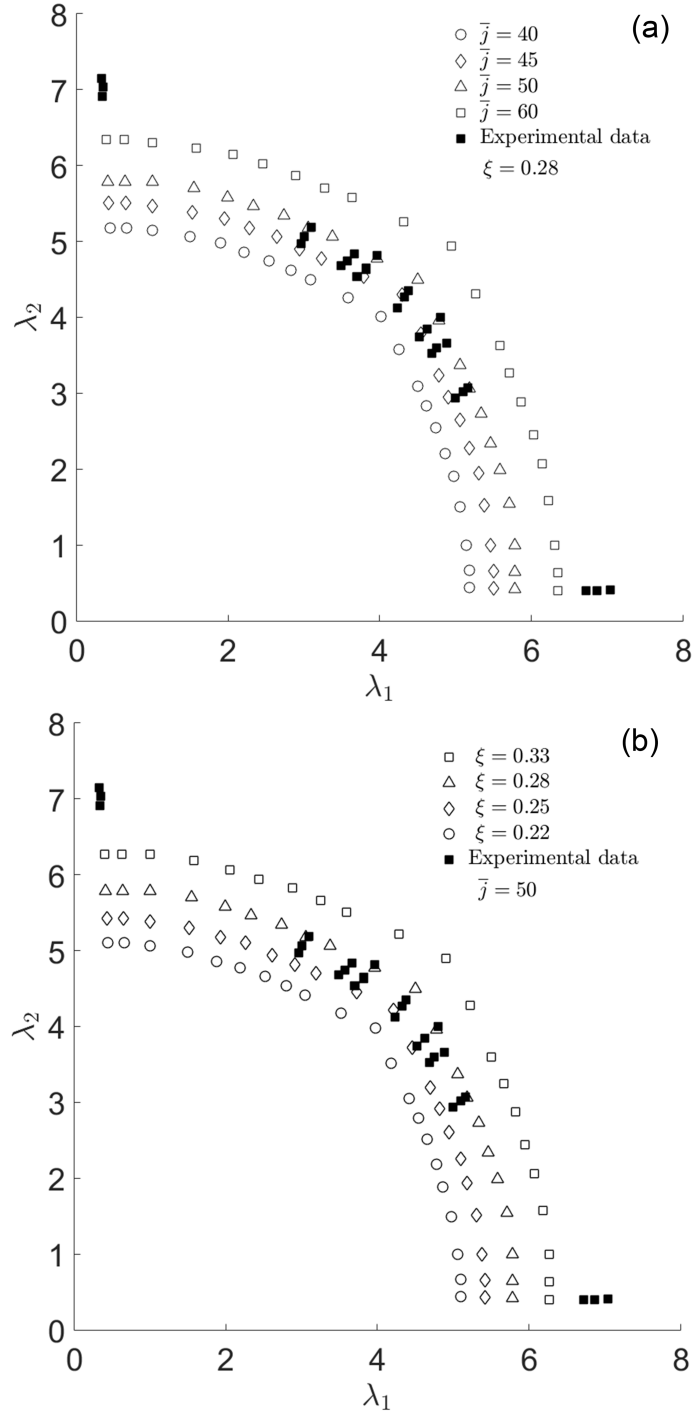 (a)
8
7
6
5
4
3
2
1
0
λ₂
j̅ = 40
j̅ = 45
j̅ = 50
j̅ = 60
Experimental data
ξ = 0.28
0 2 4 6 8
λ₁
(b)
8
7
6
5
4
3
2
1
0
λ₂
ξ = 0.33
ξ = 0.28
ξ = 0.25
ξ = 0.22
Experimental data
j̅ = 50
0 2 4 6 8
λ₁